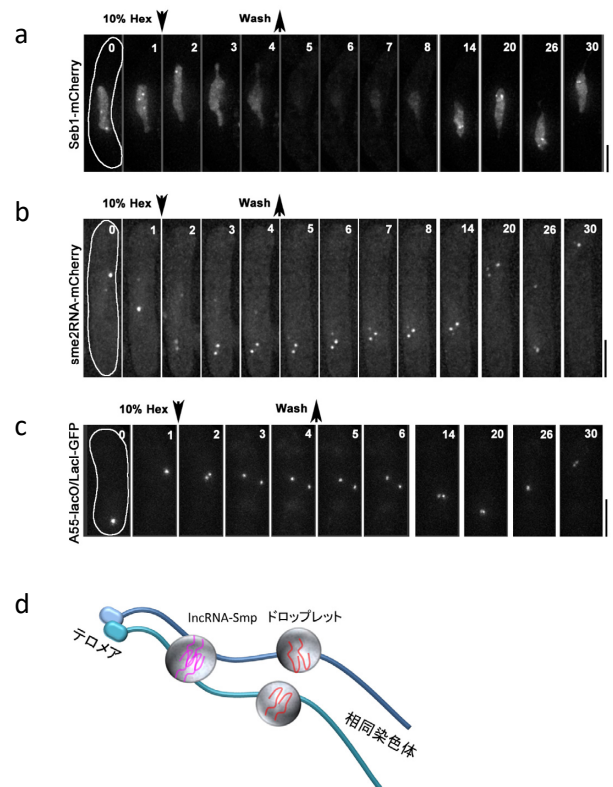 a
10% Hex
Wash
Seb1-mCherry
0 1 2 3 4 5 6 7 8 14 20 26 30
b
10% Hex
Wash
sme2RNA-mCherry
0 1 2 3 4 5 6 7 8 14 20 26 30
c
10% Hex
Wash
A55-lacO/LacI-GFP
0 1 2 3 4 5 6 14 20 26 30
d
lncRNA-Smp ドロップレット
テロメア
相同染色体